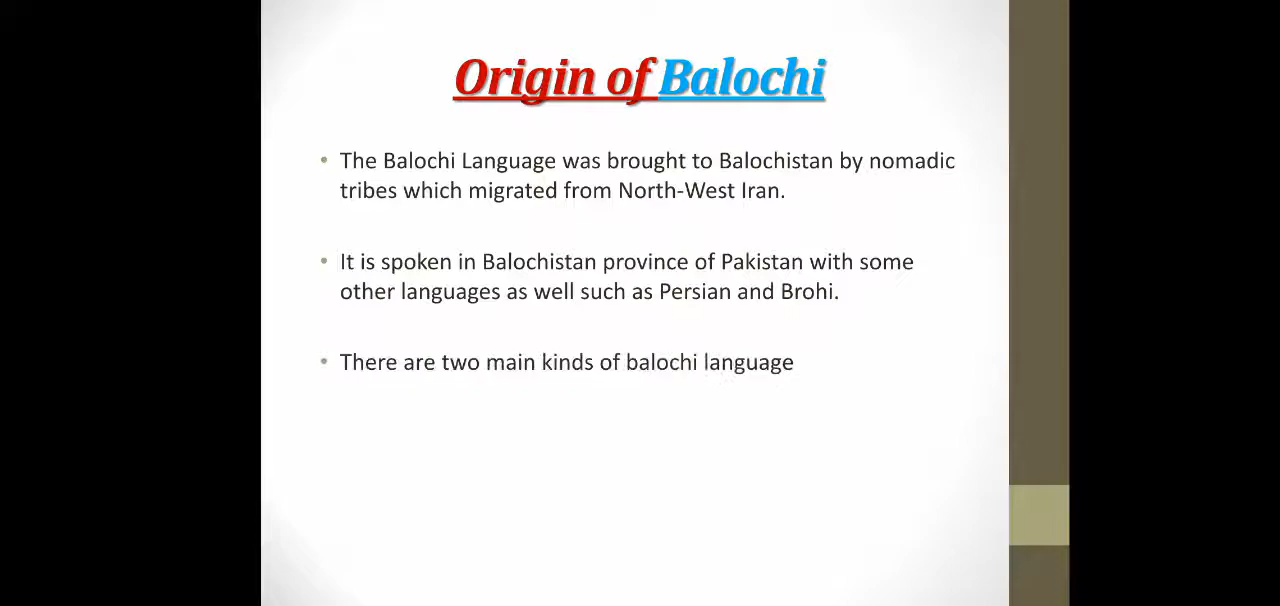 Origin of Balochi
• The Balochi Language was brought to Balochistan by nomadic
tribes which migrated from North-West Iran.
• It is spoken in Balochistan province of Pakistan with some
other languages as well such as Persian and Brohi.
• There are two main kinds of balochi language